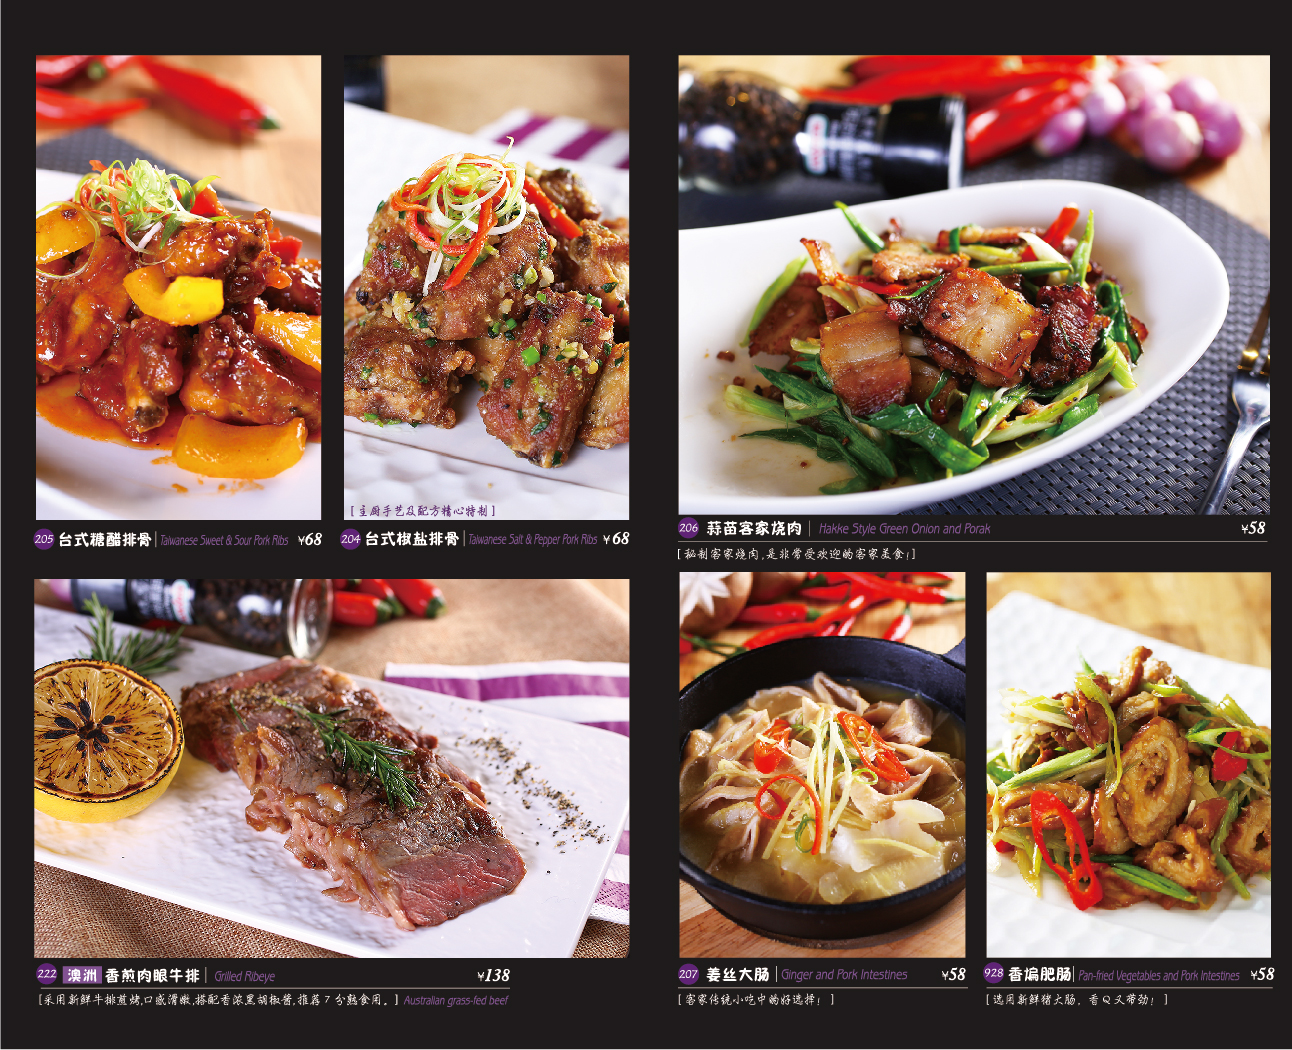 [ 主厨手艺及配方精心特制 ]
205 台式糖醋排骨 Taiwanese Sweet & Sour Pork Ribs ¥68
204 台式椒盐排骨 Taiwanese Salt & Pepper Pork Ribs ¥68
206 蒜苗客家烧肉 Hakke Style Green Onion and Porak ¥58
[ 秘制客家烧肉,是非常受欢迎的客家美食! ]
222 澳洲 香煎肉眼牛排 Grilled Ribeye ¥138
[ 采用新鲜牛排煎烤,口感滑嫩,搭配香浓黑胡椒酱,推荐 7 分熟食用。 ] Australian grass-fed beef
207 姜丝大肠 Ginger and Pork Intestines ¥58
[ 客家传统小吃中的好选择! ]
928 香煸肥肠 Pan-fried Vegetables and Pork Intestines ¥58
[ 选用新鲜猪大肠, 香Q又带劲! ]